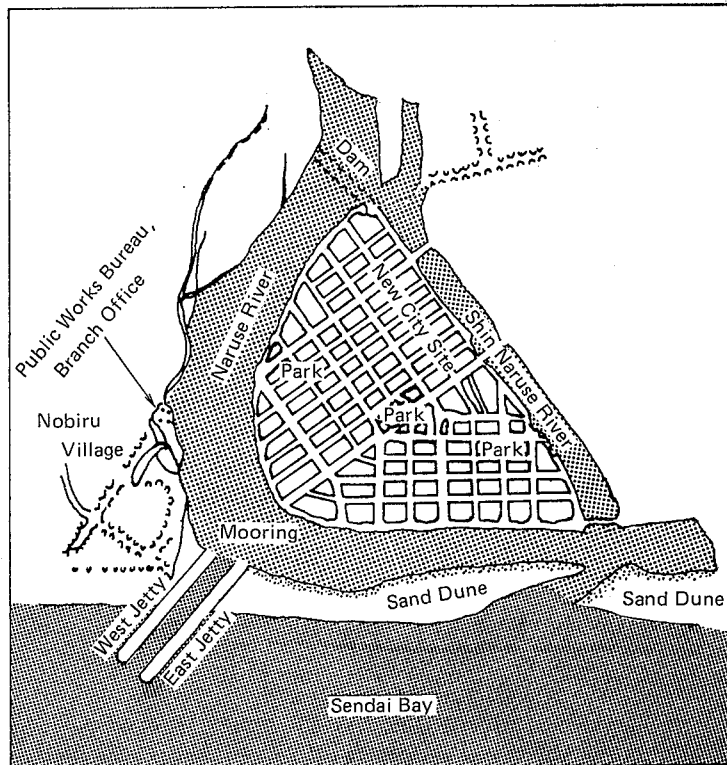 Dam
Public Works Bureau,
Branch Office
Naruse River
New City Site
Shin Naruse River
Park
Park
Park
Nobiru
Village
Mooring
West Jetty
East Jetty
Sand Dune
Sand Dune
Sendai Bay